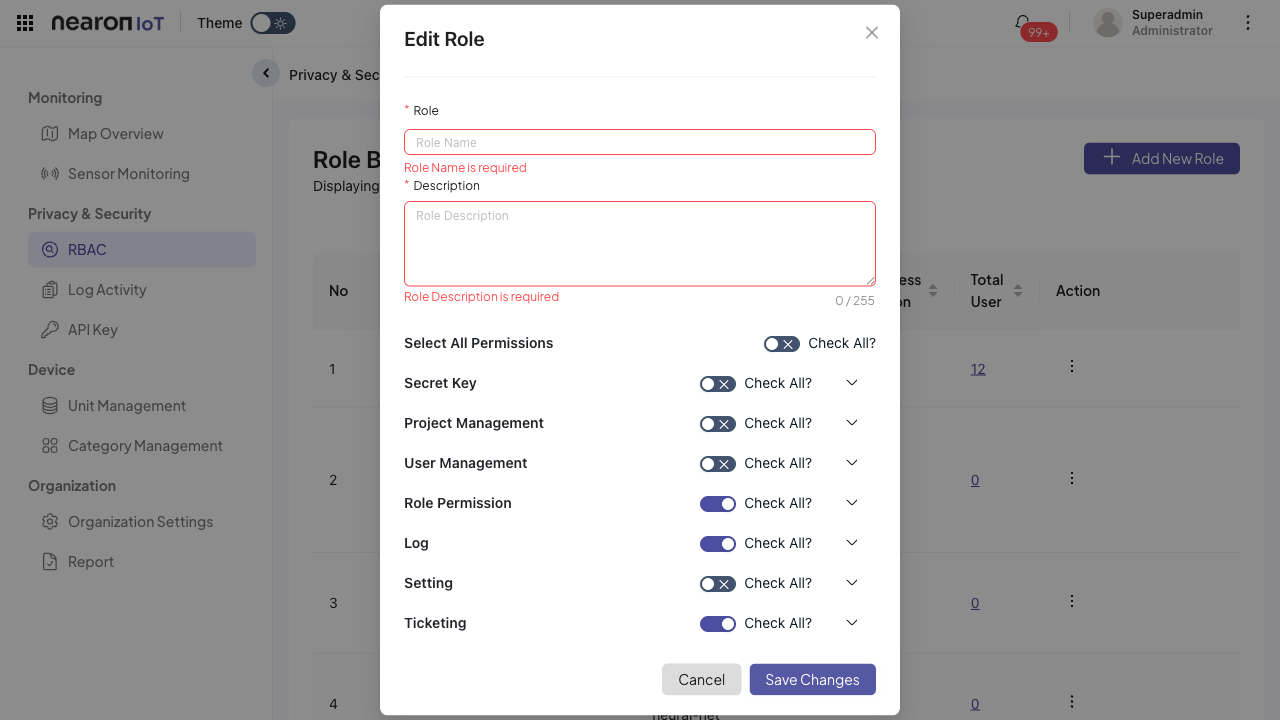 nearon IoT
Theme
99+
Superadmin
Administrator
Monitoring
Map Overview
Sensor Monitoring
Privacy & Security
RBAC
Log Activity
API Key
Device
Unit Management
Category Management
Organization
Organization Settings
Report
Privacy & Sec
Role B
Displaying
Add New Role
No
ess
on
Total
User
Action
1
12
2
0
3
0
4
neural-net
0
Edit Role
* Role
Role Name
Role Name is required
* Description
Role Description
Role Description is required
0 / 255
Select All Permissions
Check All?
Secret Key
Check All?
Project Management
Check All?
User Management
Check All?
Role Permission
Check All?
Log
Check All?
Setting
Check All?
Ticketing
Check All?
Cancel
Save Changes